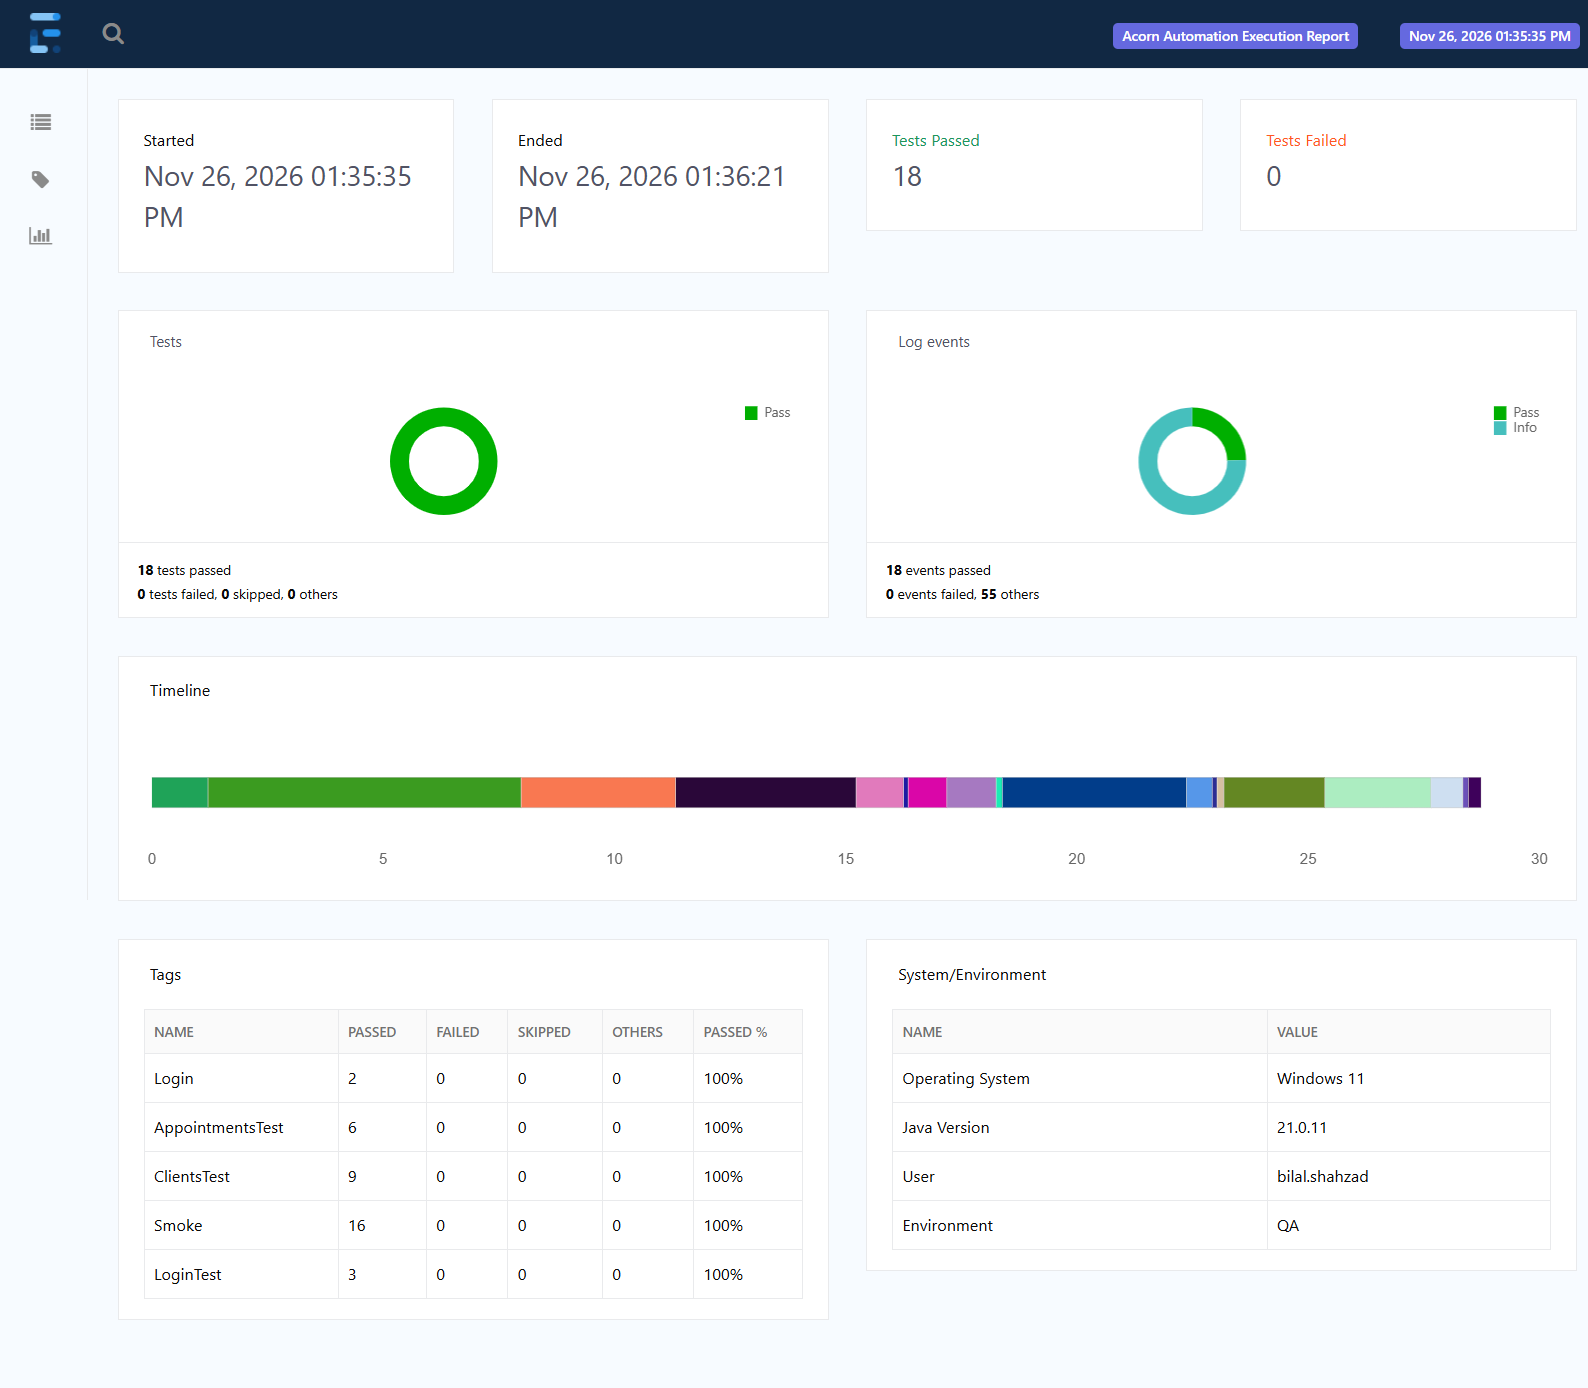 Acorn Automation Execution Report
Nov 26, 2026 01:35:35 PM
Started
Nov 26, 2026 01:35:35
PM
Ended
Nov 26, 2026 01:36:21
PM
Tests Passed
18
Tests Failed
0
Tests
Pass
18 tests passed
0 tests failed, 0 skipped, 0 others
Log events
Pass
Info
18 events passed
0 events failed, 55 others
Timeline
0 5 10 15 20 25 30
Tags
NAME PASSED FAILED SKIPPED OTHERS PASSED %
Login 2 0 0 0 100%
AppointmentsTest 6 0 0 0 100%
ClientsTest 9 0 0 0 100%
Smoke 16 0 0 0 100%
LoginTest 3 0 0 0 100%
System/Environment
NAME VALUE
Operating System Windows 11
Java Version 21.0.11
User bilal.shahzad
Environment QA